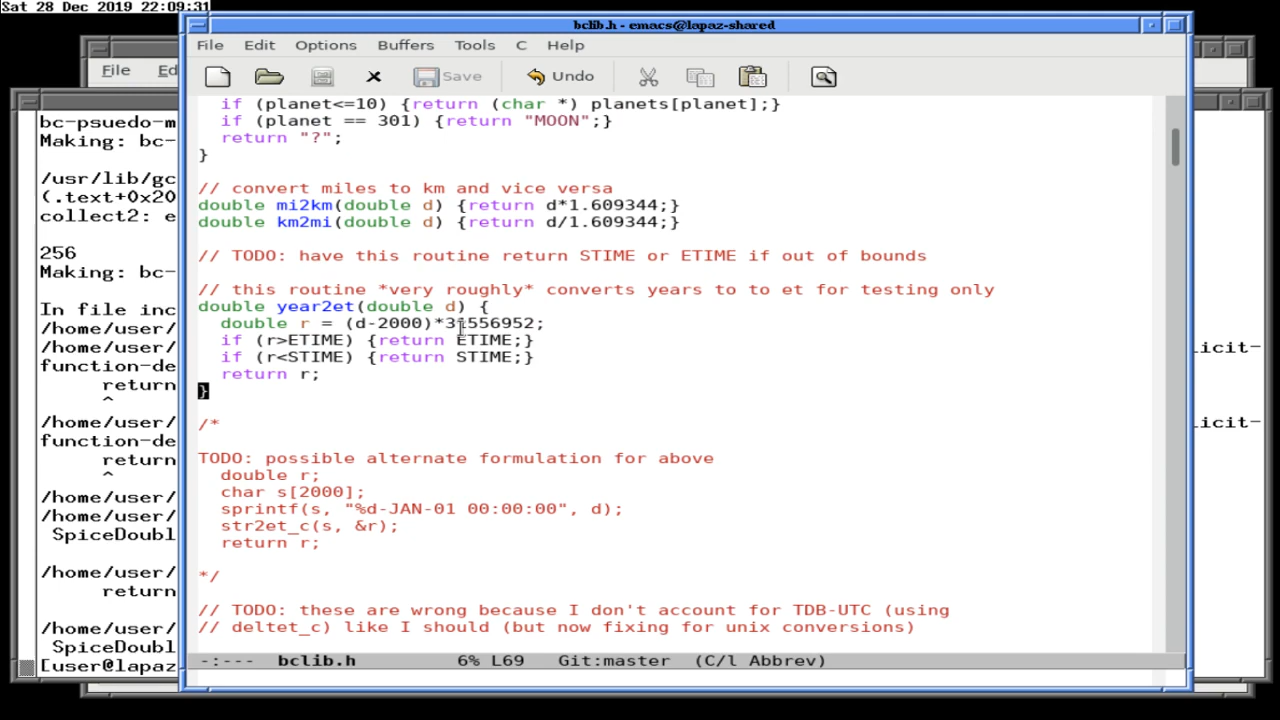 Sat 28 Dec 2019 22:09:31
bclib.h - emacs@lapaz-shared
File Edit Options Buffers Tools C Help
Save Undo
File Ed
bc-psuedo-m
Making: bc-
/usr/lib/gc
(.text+0x20
collect2: e
256
Making: bc-
In file inc
/home/user/
/home/user/
function-de
return
^
/home/user/
function-de
return
^
/home/user/
/home/user/
SpiceDoubl
/home/user/
return
/home/user/
SpiceDoubl
[user@lapaz
if (planet<=10) {return (char *) planets[planet];}
if (planet == 301) {return "MOON";}
return "?";
}
// convert miles to km and vice versa
double mi2km(double d) {return d*1.609344;}
double km2mi(double d) {return d/1.609344;}
// TODO: have this routine return STIME or ETIME if out of bounds
// this routine *very roughly* converts years to to et for testing only
double year2et(double d) {
double r = (d-2000)*31556952;
if (r>ETIME) {return ETIME;}
if (r<STIME) {return STIME;}
return r;
}
/*
TODO: possible alternate formulation for above
double r;
char s[2000];
sprintf(s, "%d-JAN-01 00:00:00", d);
str2et_c(s, &r);
return r;
*/
// TODO: these are wrong because I don't account for TDB-UTC (using
// deltet_c) like I should (but now fixing for unix conversions)
-:--- bclib.h 6% L69 Git:master (C/l Abbrev)
licit-
licit-